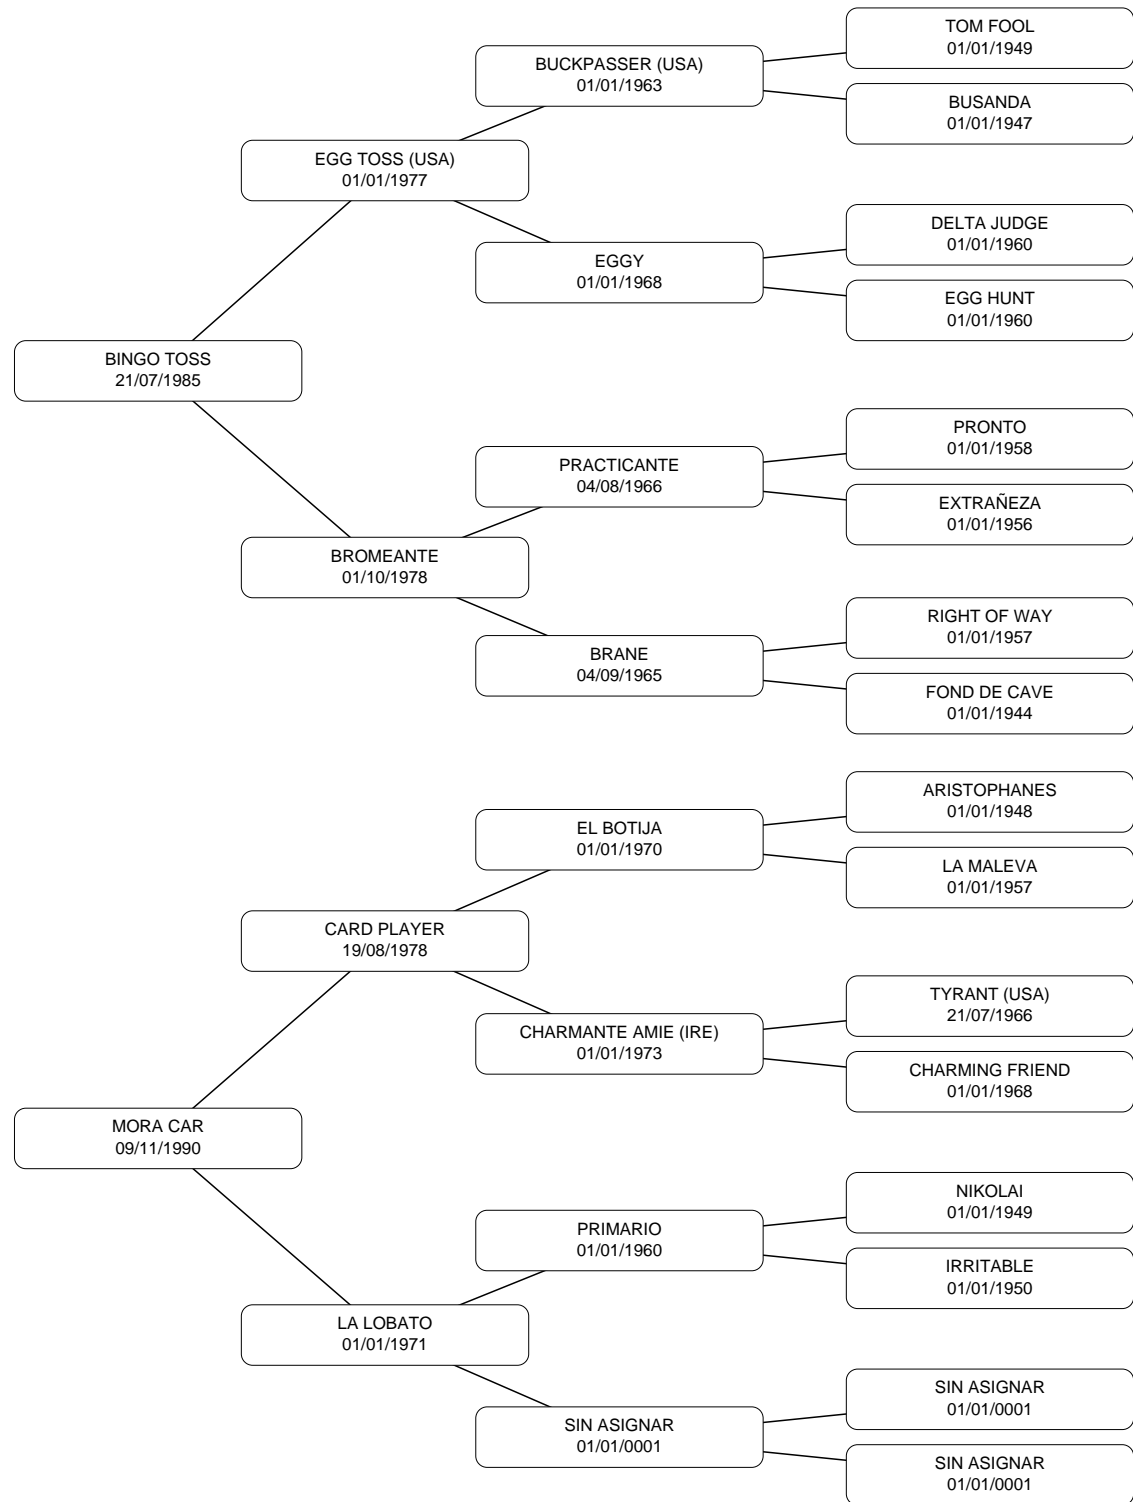 TOM FOOL
01/01/1949
BUCKPASSER (USA)
01/01/1963
BUSANDA
01/01/1947
EGG TOSS (USA)
01/01/1977
DELTA JUDGE
01/01/1960
EGGY
01/01/1968
EGG HUNT
01/01/1960
BINGO TOSS
21/07/1985
PRONTO
01/01/1958
PRACTICANTE
04/08/1966
EXTRAÑEZA
01/01/1956
BROMEANTE
01/10/1978
RIGHT OF WAY
01/01/1957
BRANE
04/09/1965
FOND DE CAVE
01/01/1944
ARISTOPHANES
01/01/1948
EL BOTIJA
01/01/1970
LA MALEVA
01/01/1957
CARD PLAYER
19/08/1978
TYRANT (USA)
21/07/1966
CHARMANTE AMIE (IRE)
01/01/1973
CHARMING FRIEND
01/01/1968
MORA CAR
09/11/1990
NIKOLAI
01/01/1949
PRIMARIO
01/01/1960
IRRITABLE
01/01/1950
LA LOBATO
01/01/1971
SIN ASIGNAR
01/01/0001
SIN ASIGNAR
01/01/0001
SIN ASIGNAR
01/01/0001